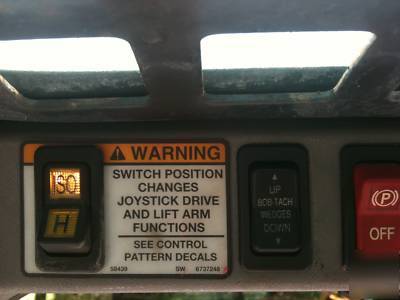 ISO
H
WARNING
SWITCH POSITION
CHANGES
JOYSTICK DRIVE
AND LIFT ARM
FUNCTIONS
SEE CONTROL
PATTERN DECALS
SW 6737248
UP
BOB-TACH
WEDGES
DOWN
P
OFF